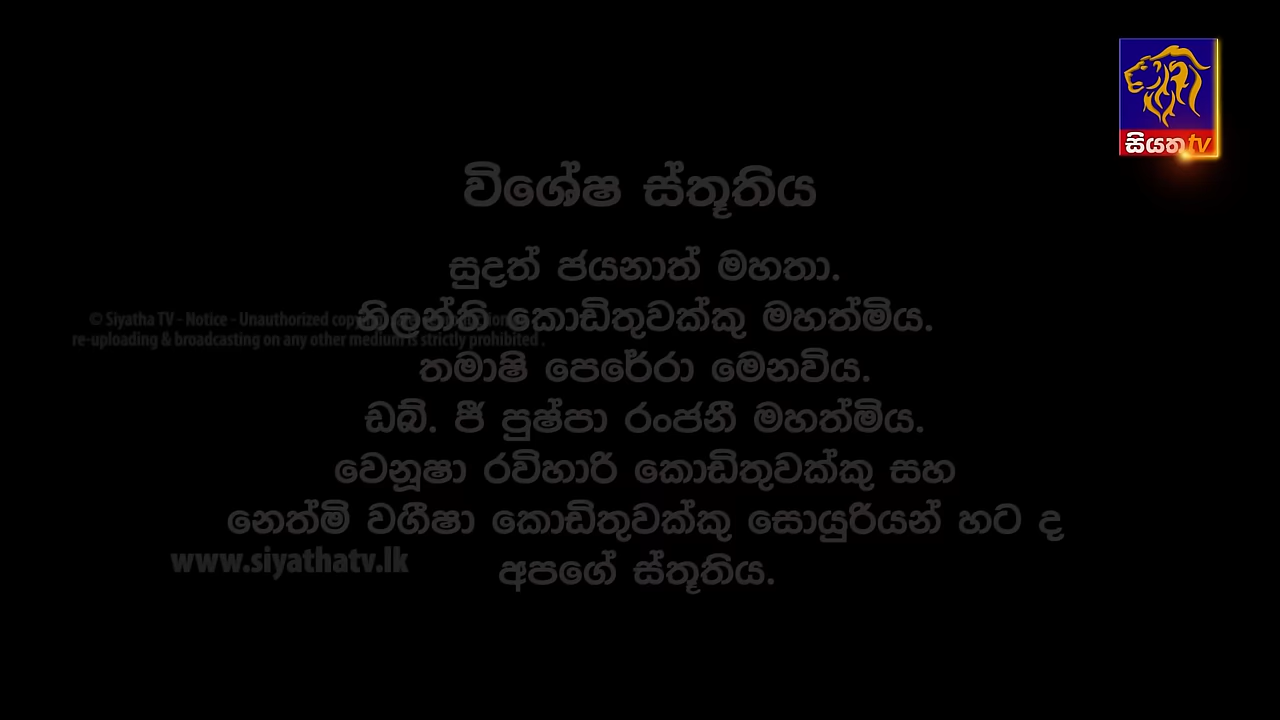 සියත tv
විශේෂ ස්තූතිය
සුදත් ජයනාත් මහතා.
තිලන්ති කොඩිතුවක්කු මහත්මිය.
© Siyatha TV - Notice - Unauthorized
re-uploading & broadcasting on any other medium is strictly prohibited .
තමාෂි පෙරේරා මෙනවිය.
ඩබ්. ජී පුෂ්පා රංජනී මහත්මිය.
වෙනූෂා රවිහාරි කොඩිතුවක්කු සහ
නෙත්මි වගීෂා කොඩිතුවක්කු සොයුරියන් හට ද
www.siyathatv.lk
අපගේ ස්තූතිය.